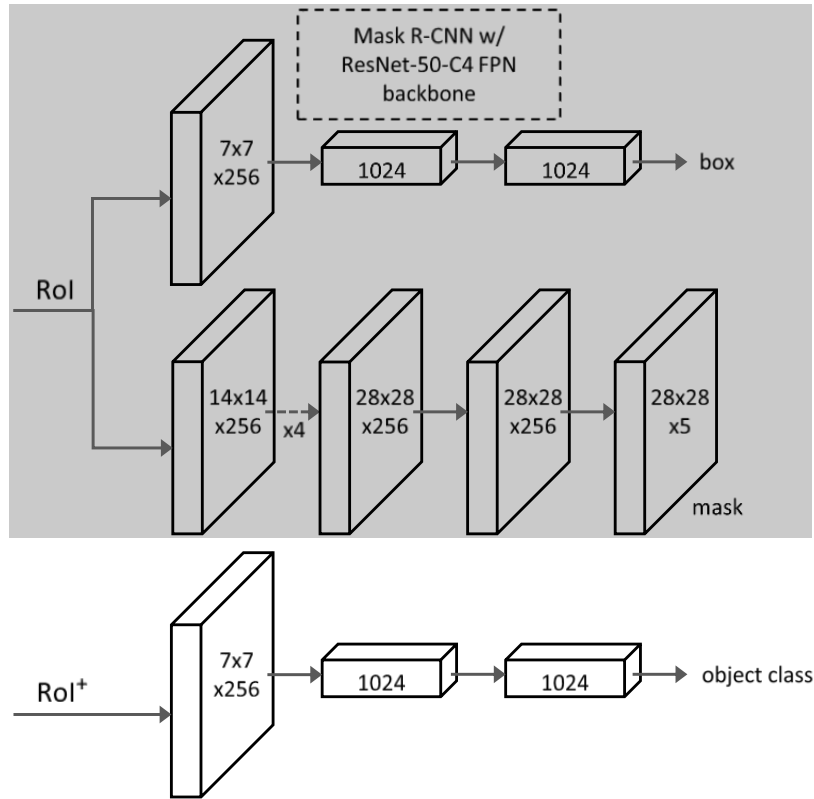 Mask R-CNN w/
ResNet-50-C4 FPN
backbone
7x7
x256
1024
1024
box
RoI
14x14
x256
x4
28x28
x256
28x28
x256
28x28
x5
mask
RoI⁺
7x7
x256
1024
1024
object class